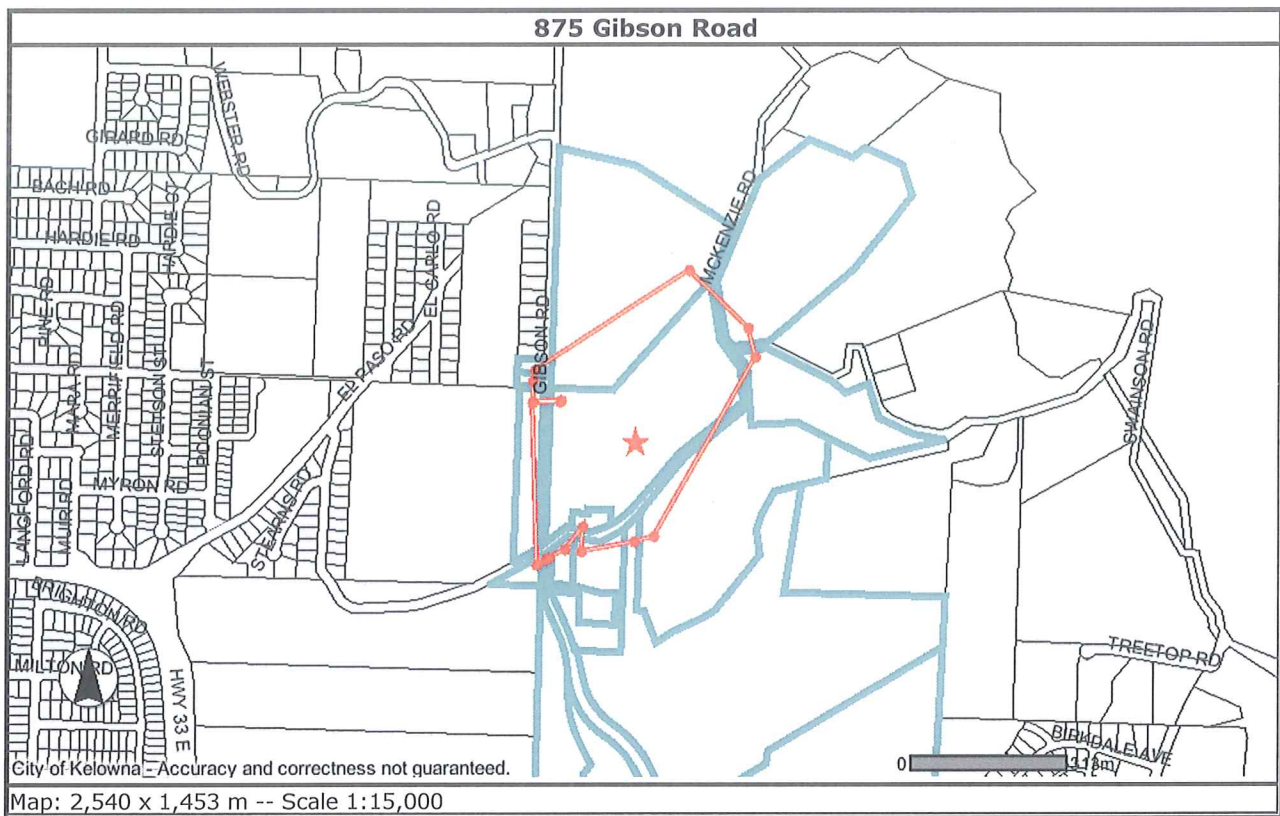 875 Gibson Road
WEBSTER RD
GIRARD RD
BACH RD
HARDIE CT
HARDIE RD
MCKENZIE RD
EL CARLO RD
GIBSON RD
PINE RD
MARA RD
MERRIFIELD RD
STETSON ST
POONIAN ST
EL PASO RD
SWAINSON RD
LANGFORD RD
MUIR RD
MYRON RD
STEARNS RD
BRIGHTON RD
MILTON RD
HWY 33 E
TREETOP RD
BIRKDALE AVE
City of Kelowna - Accuracy and correctness not guaranteed.
0 313m
Map: 2,540 x 1,453 m -- Scale 1:15,000